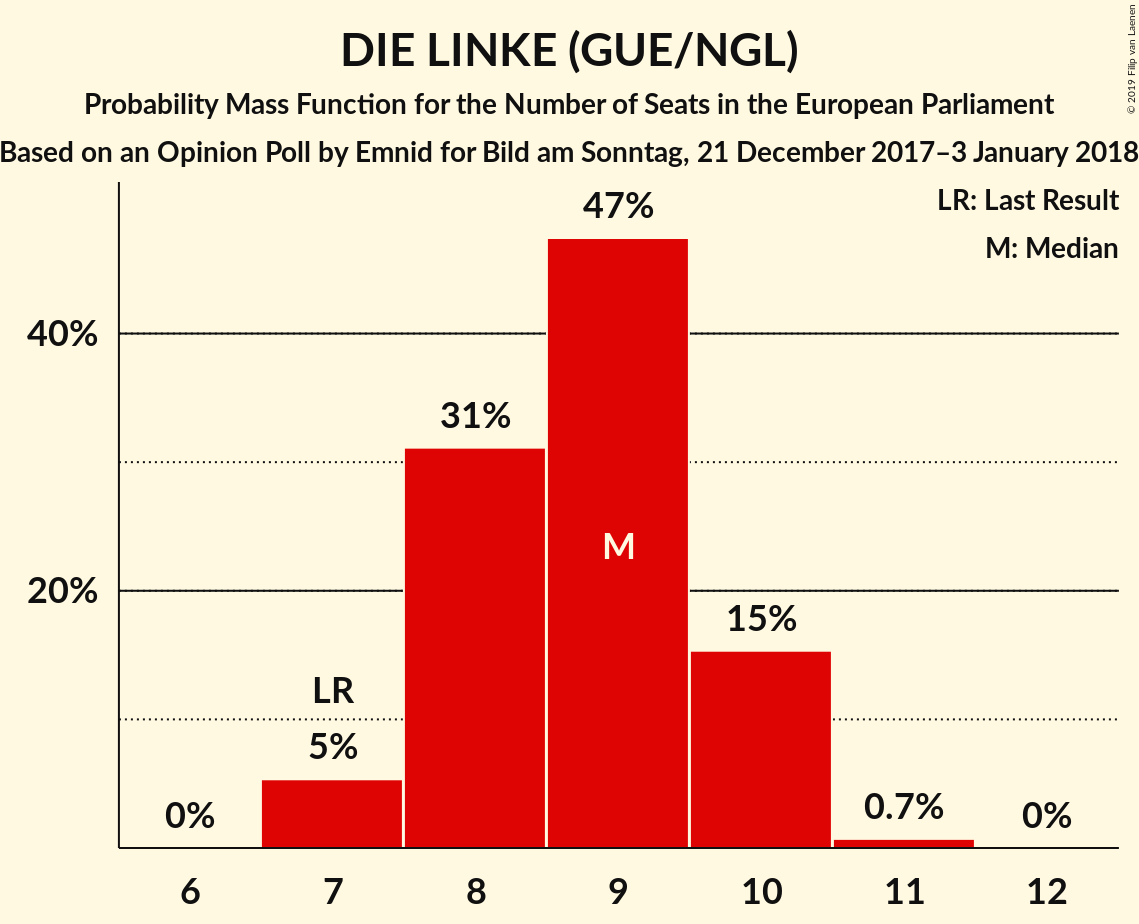 DIE LINKE (GUE/NGL)
Probability Mass Function for the Number of Seats in the European Parliament
Based on an Opinion Poll by Emnid for Bild am Sonntag, 21 December 2017–3 January 2018
© 2019 Filip van Laenen
LR: Last Result
M: Median
47%
40%
31%
M
20%
15%
LR
5%
0%
0.7%
0%
6 7 8 9 10 11 12